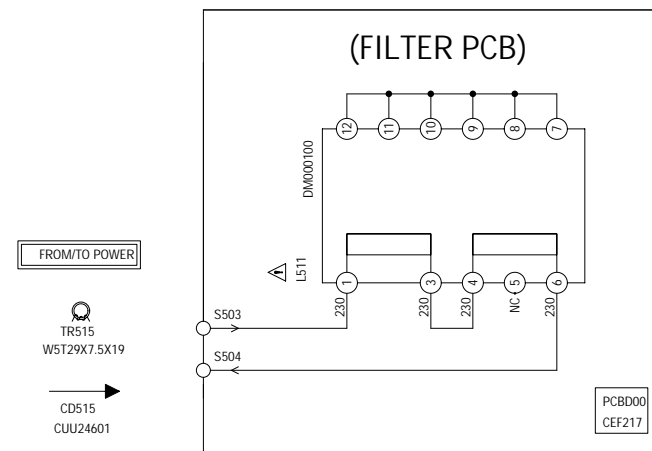 (FILTER PCB)
12 11 10 9 8 7
DM000100
L511
1 3 4 5 6
230 230 230 NC 230
FROM/TO POWER
S503
TR515
W5T29X7.5X19
S504
CD515
CUU24601
PCBD00
CEF217